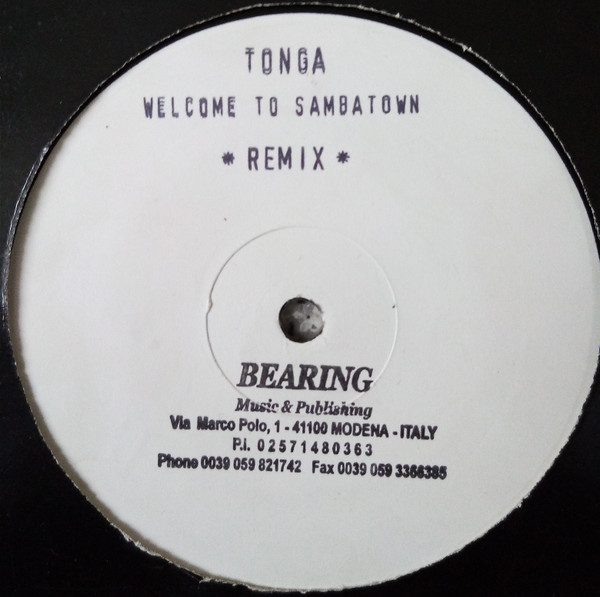 TONGA
WELCOME TO SAMBATOWN
* REMIX *
BEARING
Music & Publishing
Via Marco Polo, 1 - 41100 MODENA - ITALY
P.i. 02571480363
Phone 0039 059 821742 Fax 0039 059 3366385